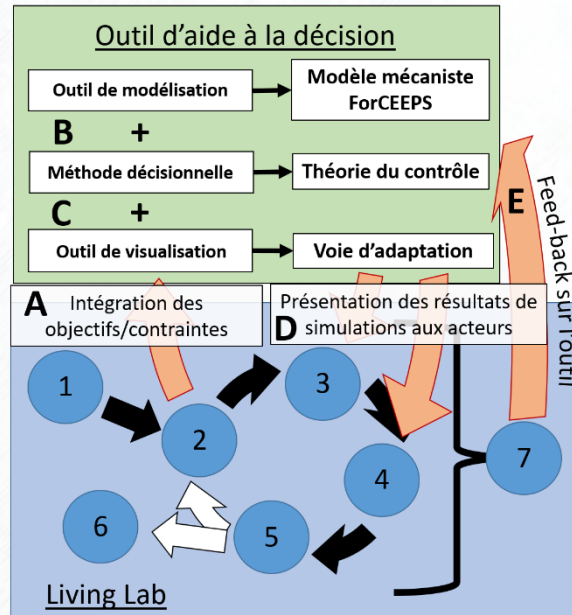 Outil d'aide à la décision
Outil de modélisation
Modèle mécaniste
ForCEEPS
B +
Méthode décisionnelle
Théorie du contrôle
C +
Outil de visualisation
Voie d'adaptation
E
Feed-back sur l'outil
A
Intégration des
objectifs/contraintes
Présentation des résultats de
D simulations aux acteurs
1
2
3
4
5
6
7
Living Lab